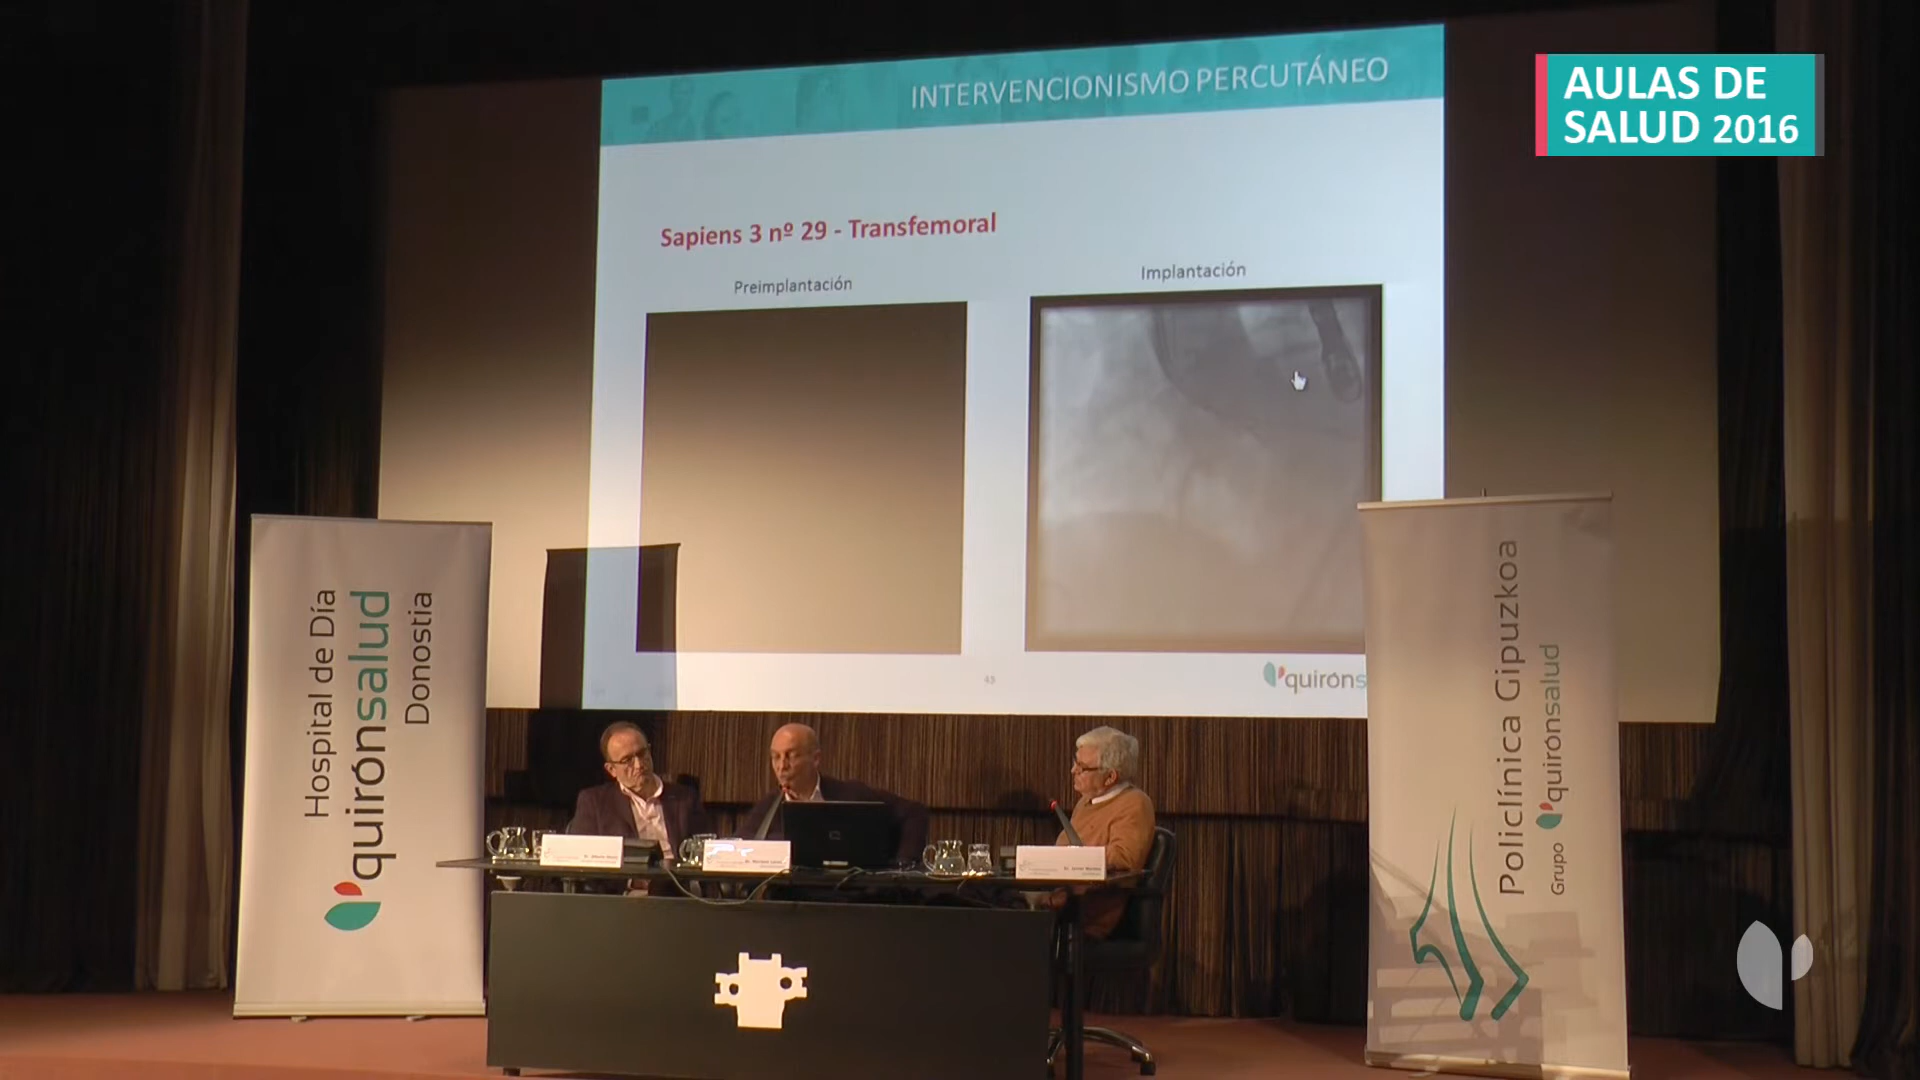 INTERVENCIONISMO PERCUTÁNEO
AULAS DE
SALUD 2016
Sapiens 3 nº 29 - Transfemoral
Preimplantación
Implantación
43
quiróns
Hospital de Día
quirónsalud
Donostia
Policlínica Gipuzkoa
Grupo quirónsalud